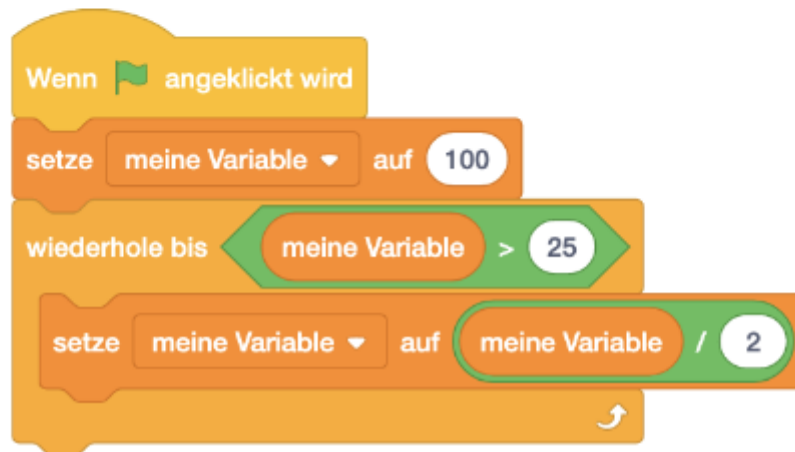 Wenn angeklickt wird
setze meine Variable auf 100
wiederhole bis meine Variable > 25
setze meine Variable auf meine Variable / 2